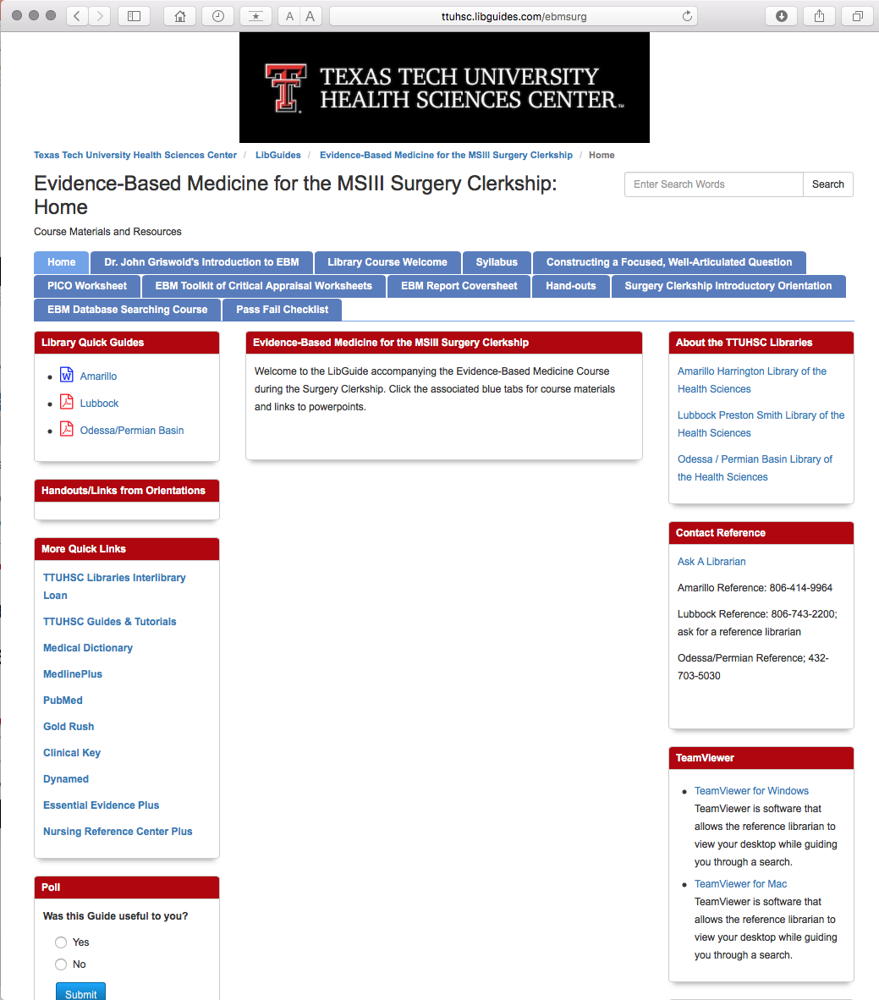 A A
ttuhsc.libguides.com/ebmsurg
TEXAS TECH UNIVERSITY
HEALTH SCIENCES CENTER™
Texas Tech University Health Sciences Center / LibGuides / Evidence-Based Medicine for the MSIII Surgery Clerkship / Home
Evidence-Based Medicine for the MSIII Surgery Clerkship:
Home
Enter Search Words Search
Course Materials and Resources
Home Dr. John Griswold's Introduction to EBM Library Course Welcome Syllabus Constructing a Focused, Well-Articulated Question
PICO Worksheet EBM Toolkit of Critical Appraisal Worksheets EBM Report Coversheet Hand-outs Surgery Clerkship Introductory Orientation
EBM Database Searching Course Pass Fail Checklist
Library Quick Guides
Amarillo
Lubbock
Odessa/Permian Basin
Handouts/Links from Orientations
More Quick Links
TTUHSC Libraries Interlibrary
Loan
TTUHSC Guides & Tutorials
Medical Dictionary
MedlinePlus
PubMed
Gold Rush
Clinical Key
Dynamed
Essential Evidence Plus
Nursing Reference Center Plus
Poll
Was this Guide useful to you?
Yes
No
Submit
Evidence-Based Medicine for the MSIII Surgery Clerkship
Welcome to the LibGuide accompanying the Evidence-Based Medicine Course
during the Surgery Clerkship. Click the associated blue tabs for course materials
and links to powerpoints.
About the TTUHSC Libraries
Amarillo Harrington Library of the
Health Sciences
Lubbock Preston Smith Library of the
Health Sciences
Odessa / Permian Basin Library of
the Health Sciences
Contact Reference
Ask A Librarian
Amarillo Reference: 806-414-9964
Lubbock Reference: 806-743-2200;
ask for a reference librarian
Odessa/Permian Reference; 432-
703-5030
TeamViewer
TeamViewer for Windows
TeamViewer is software that
allows the reference librarian to
view your desktop while guiding
you through a search.
TeamViewer for Mac
TeamViewer is software that
allows the reference librarian to
view your desktop while guiding
you through a search.